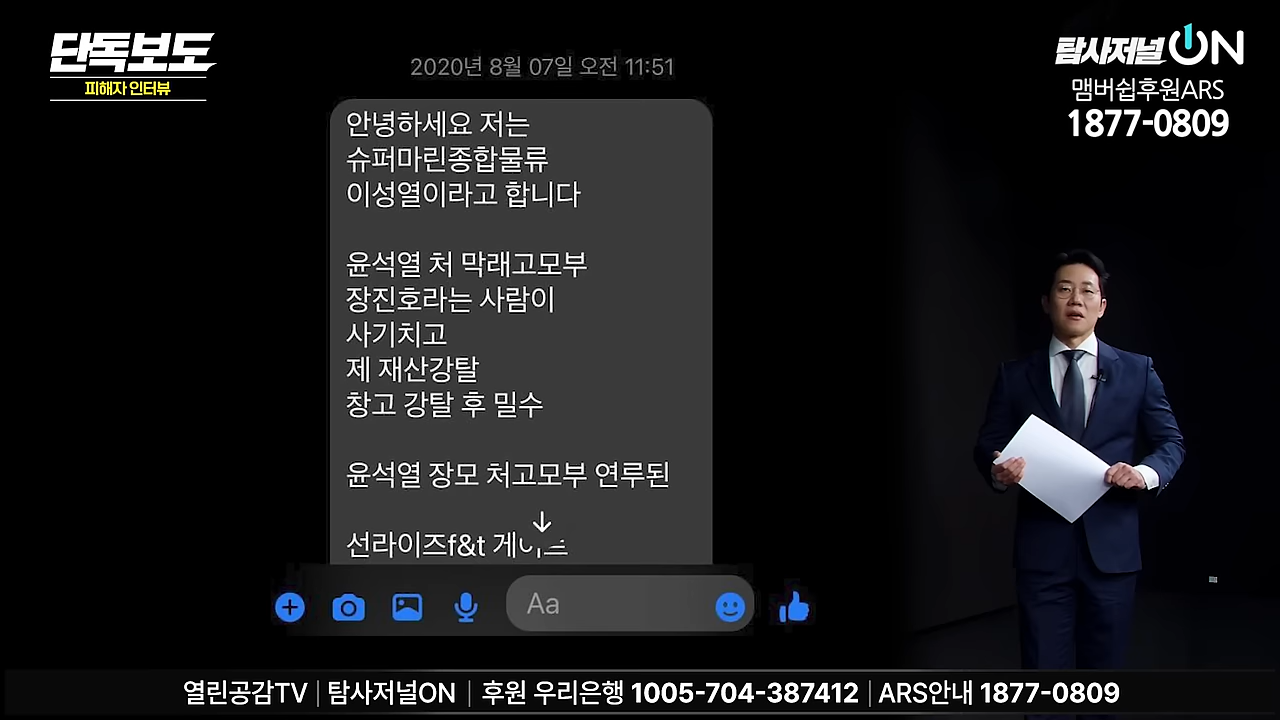 단독보도
피해자 인터뷰
탐사저널ON
맴버쉽후원ARS
1877-0809
2020년 8월 07일 오전 11:51
안녕하세요 저는
슈퍼마린종합물류
이성열이라고 합니다
윤석열 처 막래고모부
장진호라는 사람이
사기치고
제 재산강탈
창고 강탈 후 밀수
윤석열 장모 처고모부 연루된
선라이즈f&t
Aa
열린공감TV | 탐사저널ON | 후원 우리은행 1005-704-387412 | ARS안내 1877-0809